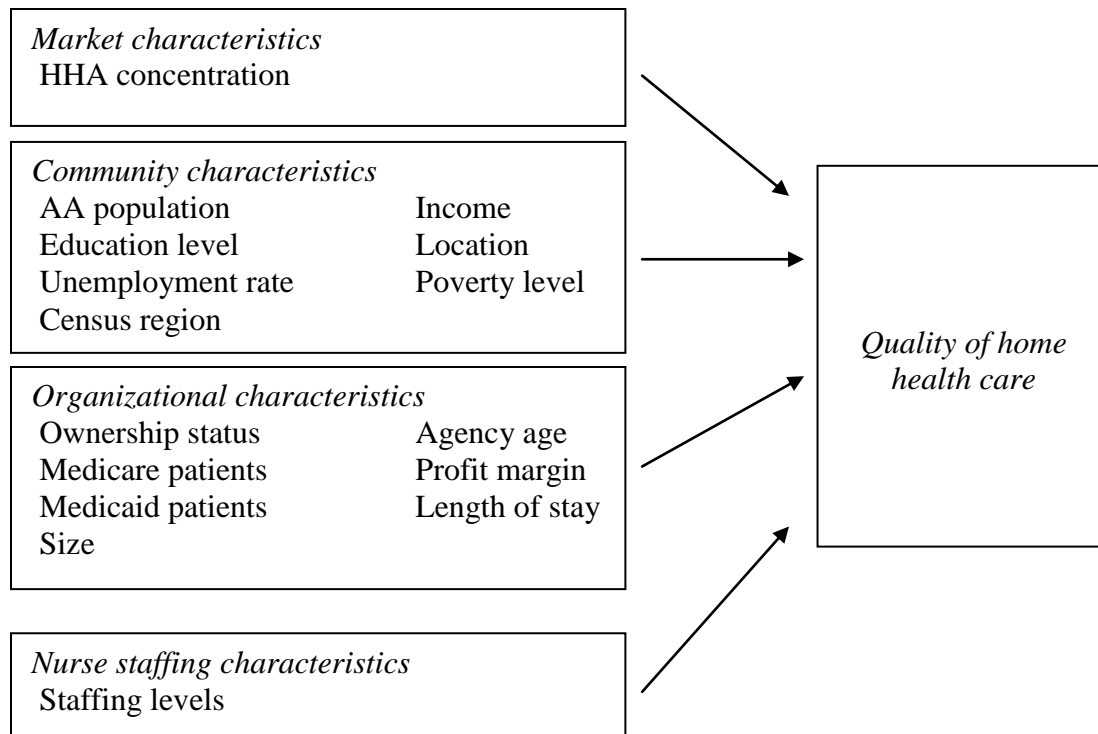 Market characteristics
HHA concentration
Community characteristics
AA population Income
Education level Location
Unemployment rate Poverty level
Census region
Organizational characteristics
Ownership status Agency age
Medicare patients Profit margin
Medicaid patients Length of stay
Size
Nurse staffing characteristics
Staffing levels
Quality of home
health care